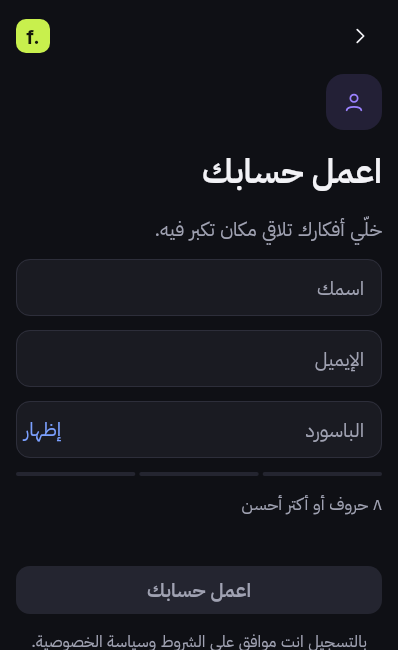 f.
اعمل حسابك
خلّي أفكارك تلاقي مكان تكبر فيه.
اسمك
الإيميل
الباسورد
إظهار
٨ حروف أو أكتر أحسن
اعمل حسابك
بالتسجيل انت موافق على الشروط وسياسة الخصوصية.